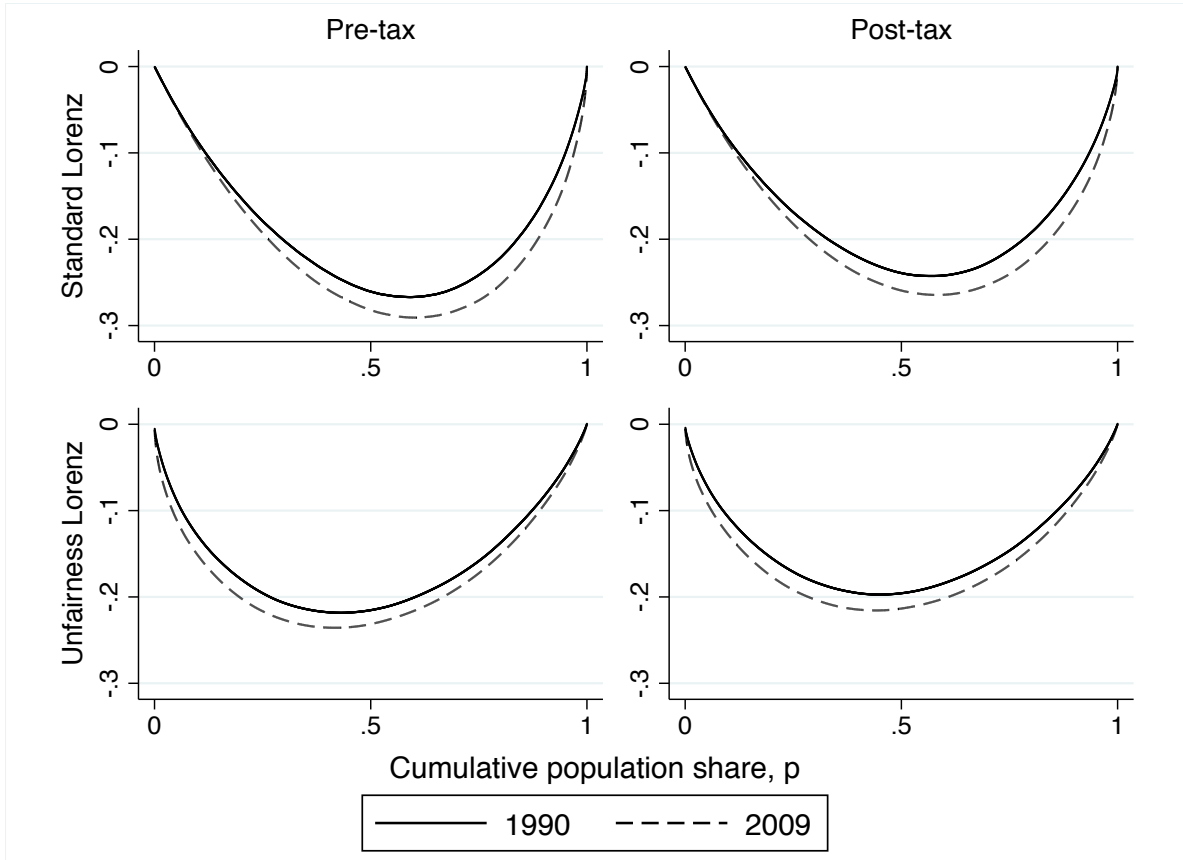 Pre-tax
Post-tax
Standard Lorenz
0
-.1
-.2
-.3
0 .5 1
0
-.1
-.2
-.3
0 .5 1
Unfairness Lorenz
0
-.1
-.2
-.3
0 .5 1
0
-.1
-.2
-.3
0 .5 1
Cumulative population share, p
1990 2009